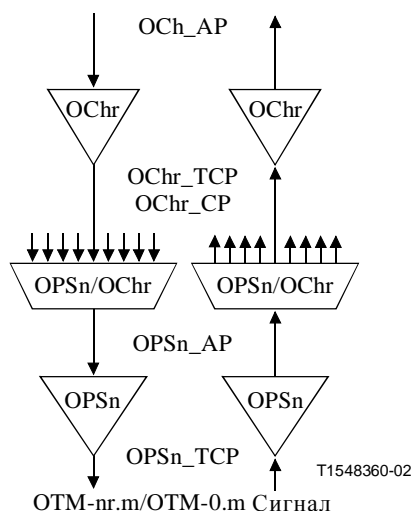 OCh_AP
OChr OChr
OChr_TCP
OChr_CP
OPSn/OChr OPSn/OChr
OPSn_AP
OPSn OPSn
OPSn_TCP
T1548360-02
OTM-nr.m/OTM-0.m Сигнал